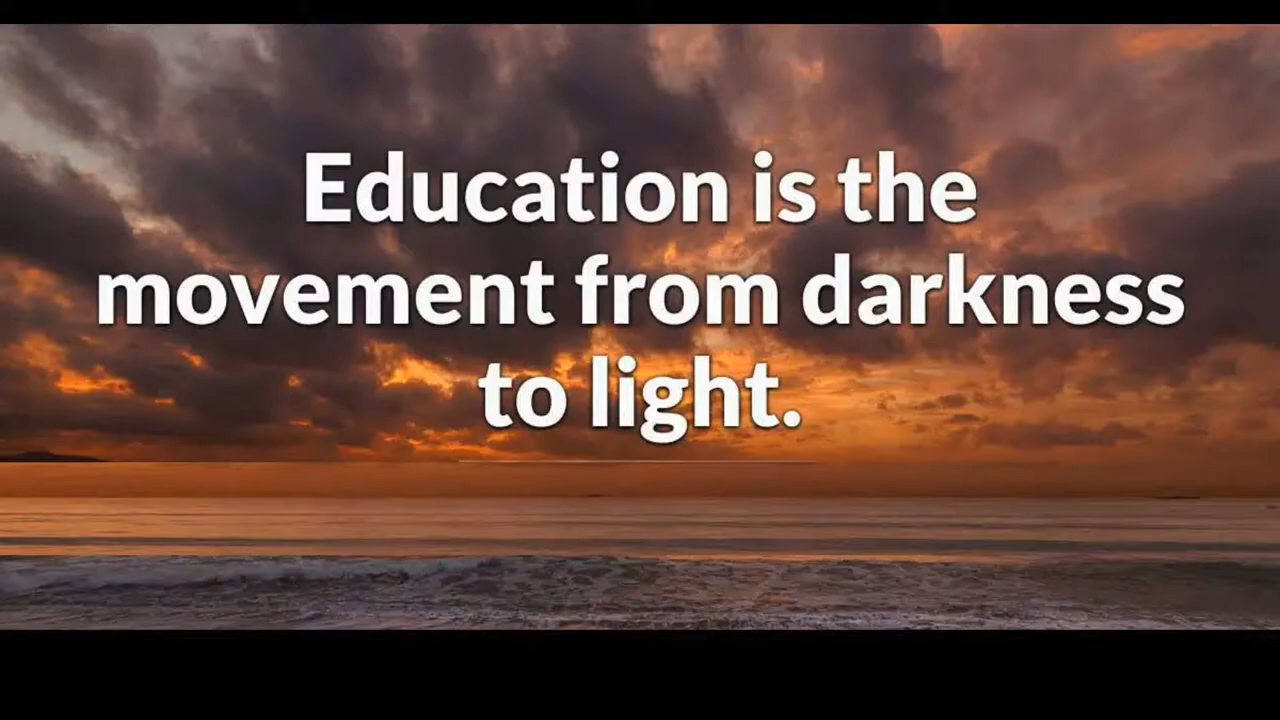 Education is the
movement from darkness
to light.